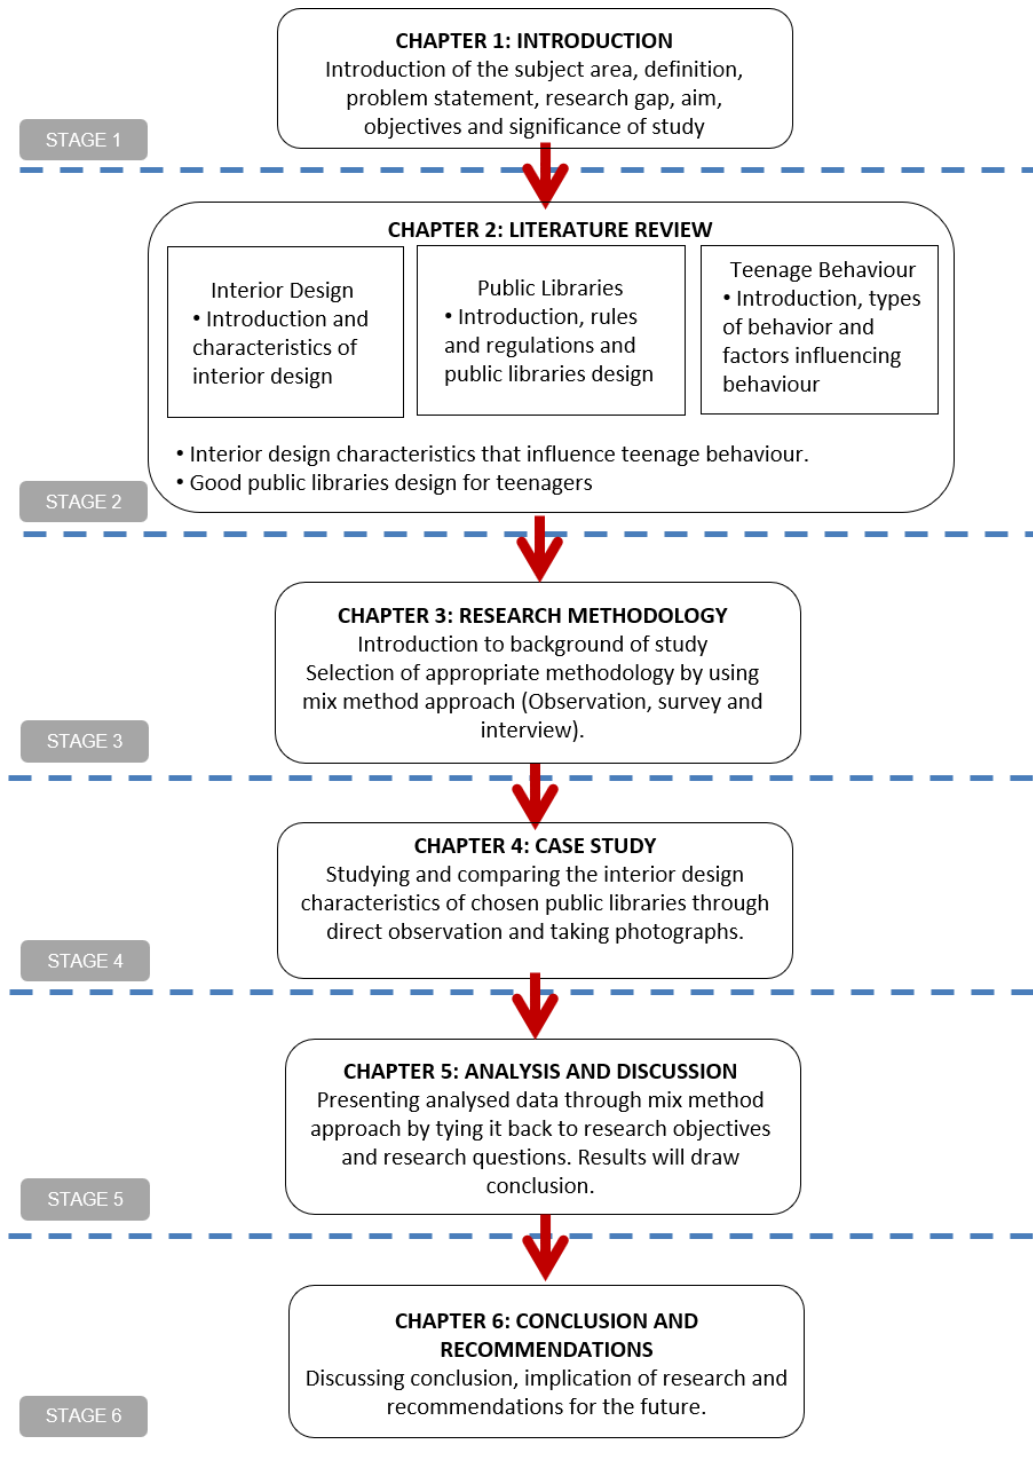 CHAPTER 1: INTRODUCTION
Introduction of the subject area, definition,
problem statement, research gap, aim,
objectives and significance of study
STAGE 1
CHAPTER 2: LITERATURE REVIEW
Interior Design
• Introduction and
characteristics of
interior design
Public Libraries
• Introduction, rules
and regulations and
public libraries design
Teenage Behaviour
• Introduction, types
of behavior and
factors influencing
behaviour
• Interior design characteristics that influence teenage behaviour.
• Good public libraries design for teenagers
STAGE 2
CHAPTER 3: RESEARCH METHODOLOGY
Introduction to background of study
Selection of appropriate methodology by using
mix method approach (Observation, survey and
interview).
STAGE 3
CHAPTER 4: CASE STUDY
Studying and comparing the interior design
characteristics of chosen public libraries through
direct observation and taking photographs.
STAGE 4
CHAPTER 5: ANALYSIS AND DISCUSSION
Presenting analysed data through mix method
approach by tying it back to research objectives
and research questions. Results will draw
conclusion.
STAGE 5
CHAPTER 6: CONCLUSION AND
RECOMMENDATIONS
Discussing conclusion, implication of research and
recommendations for the future.
STAGE 6